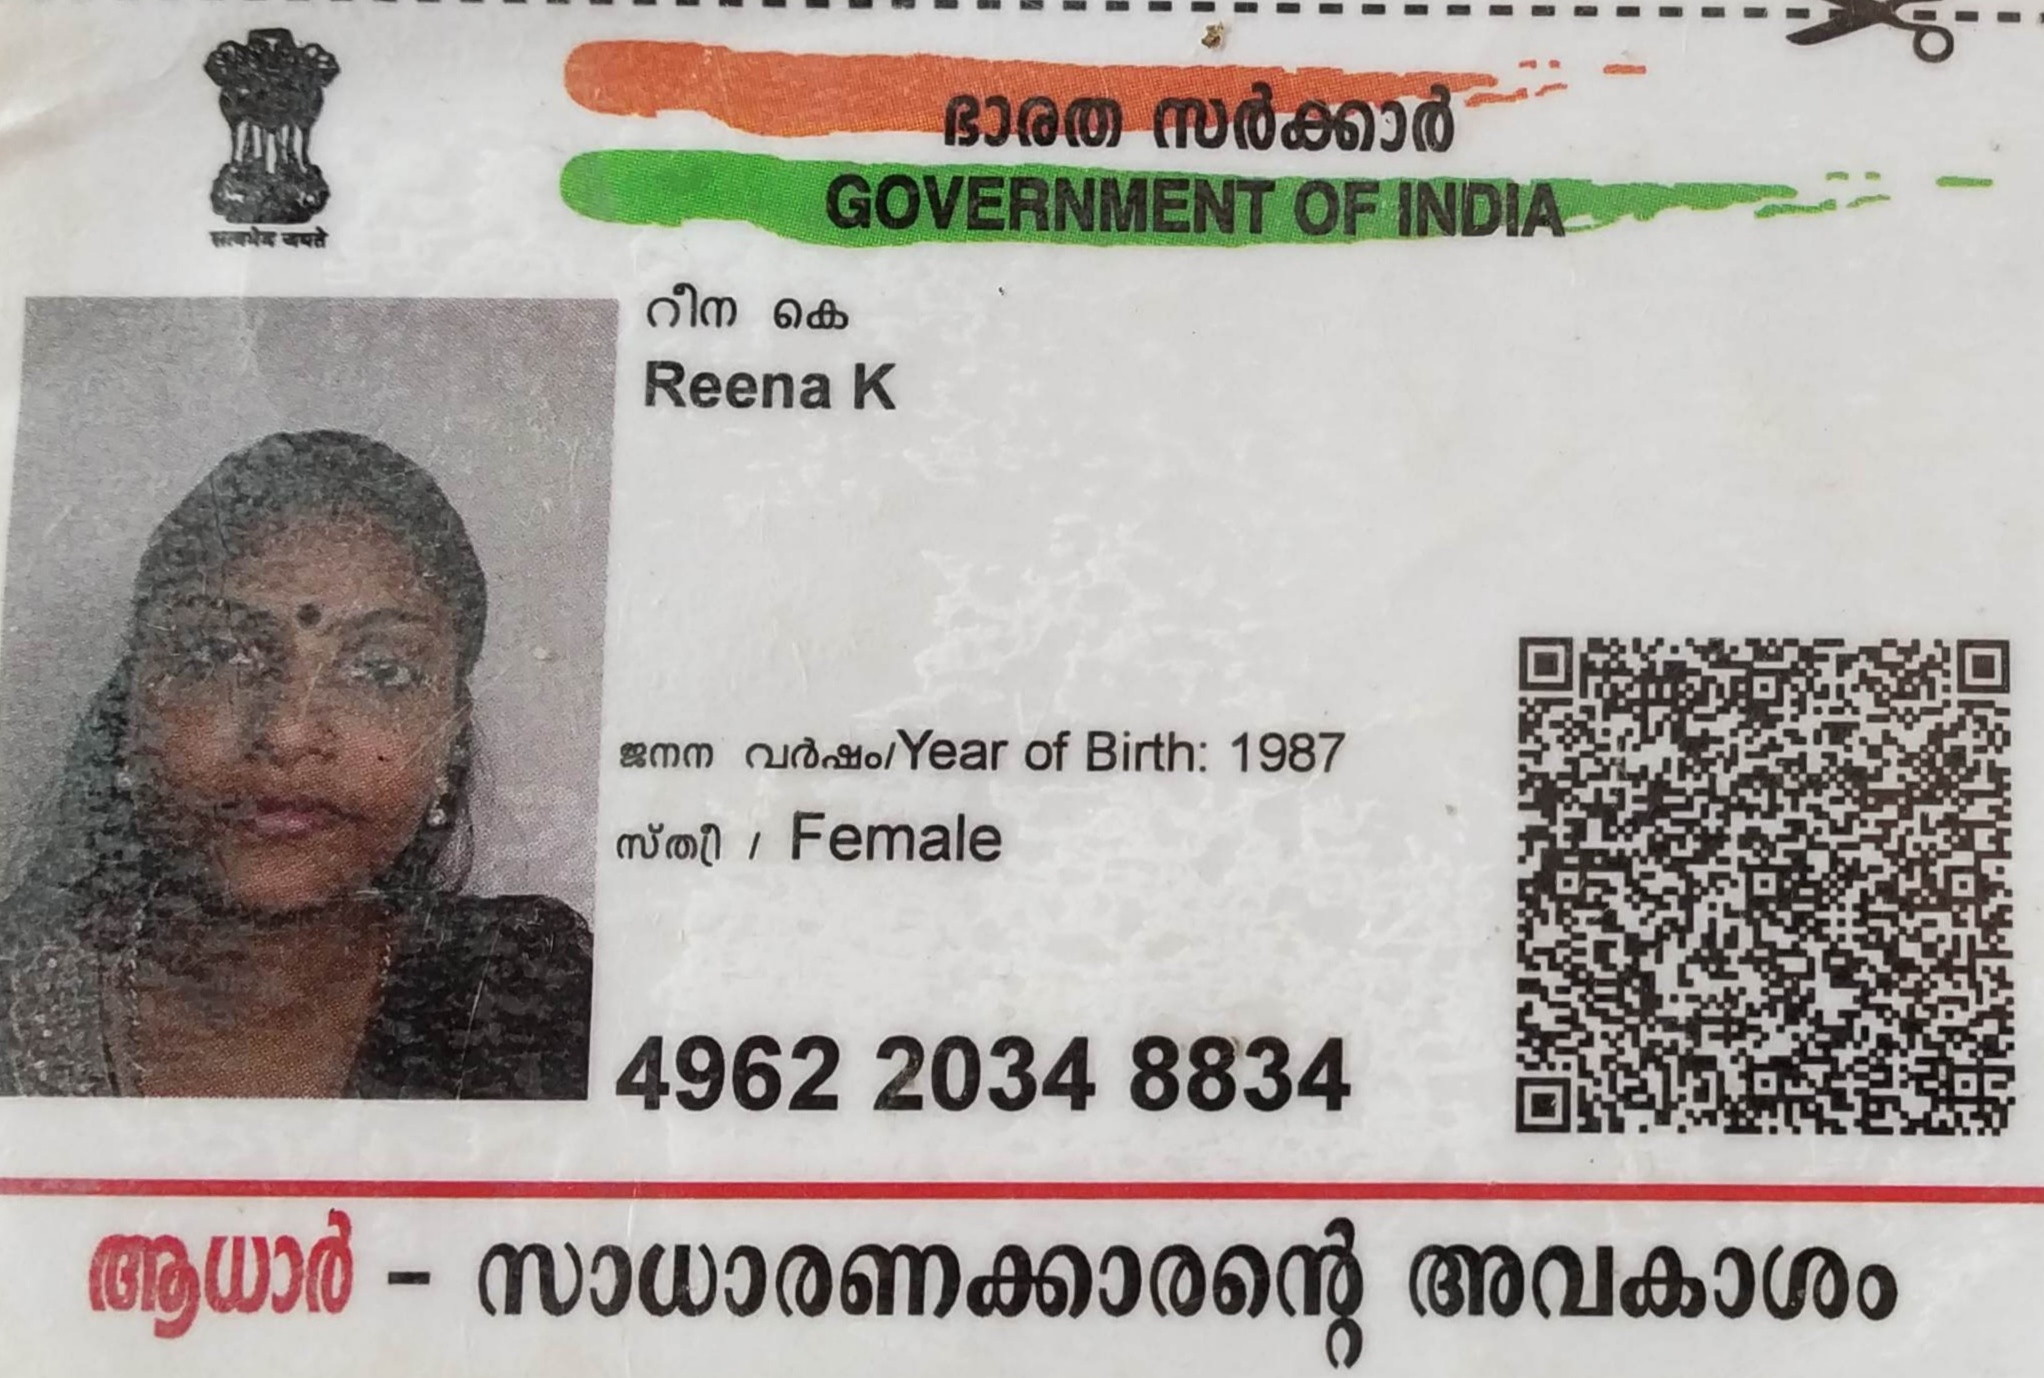 ഭാരത സർക്കാർ
GOVERNMENT OF INDIA
सत्यमेव जयते
റീന കെ
Reena K
ജനന വർഷം/Year of Birth: 1987
സ്ത്രീ / Female
4962 2034 8834
ആധാർ - സാധാരണക്കാരന്റെ അവകാശം